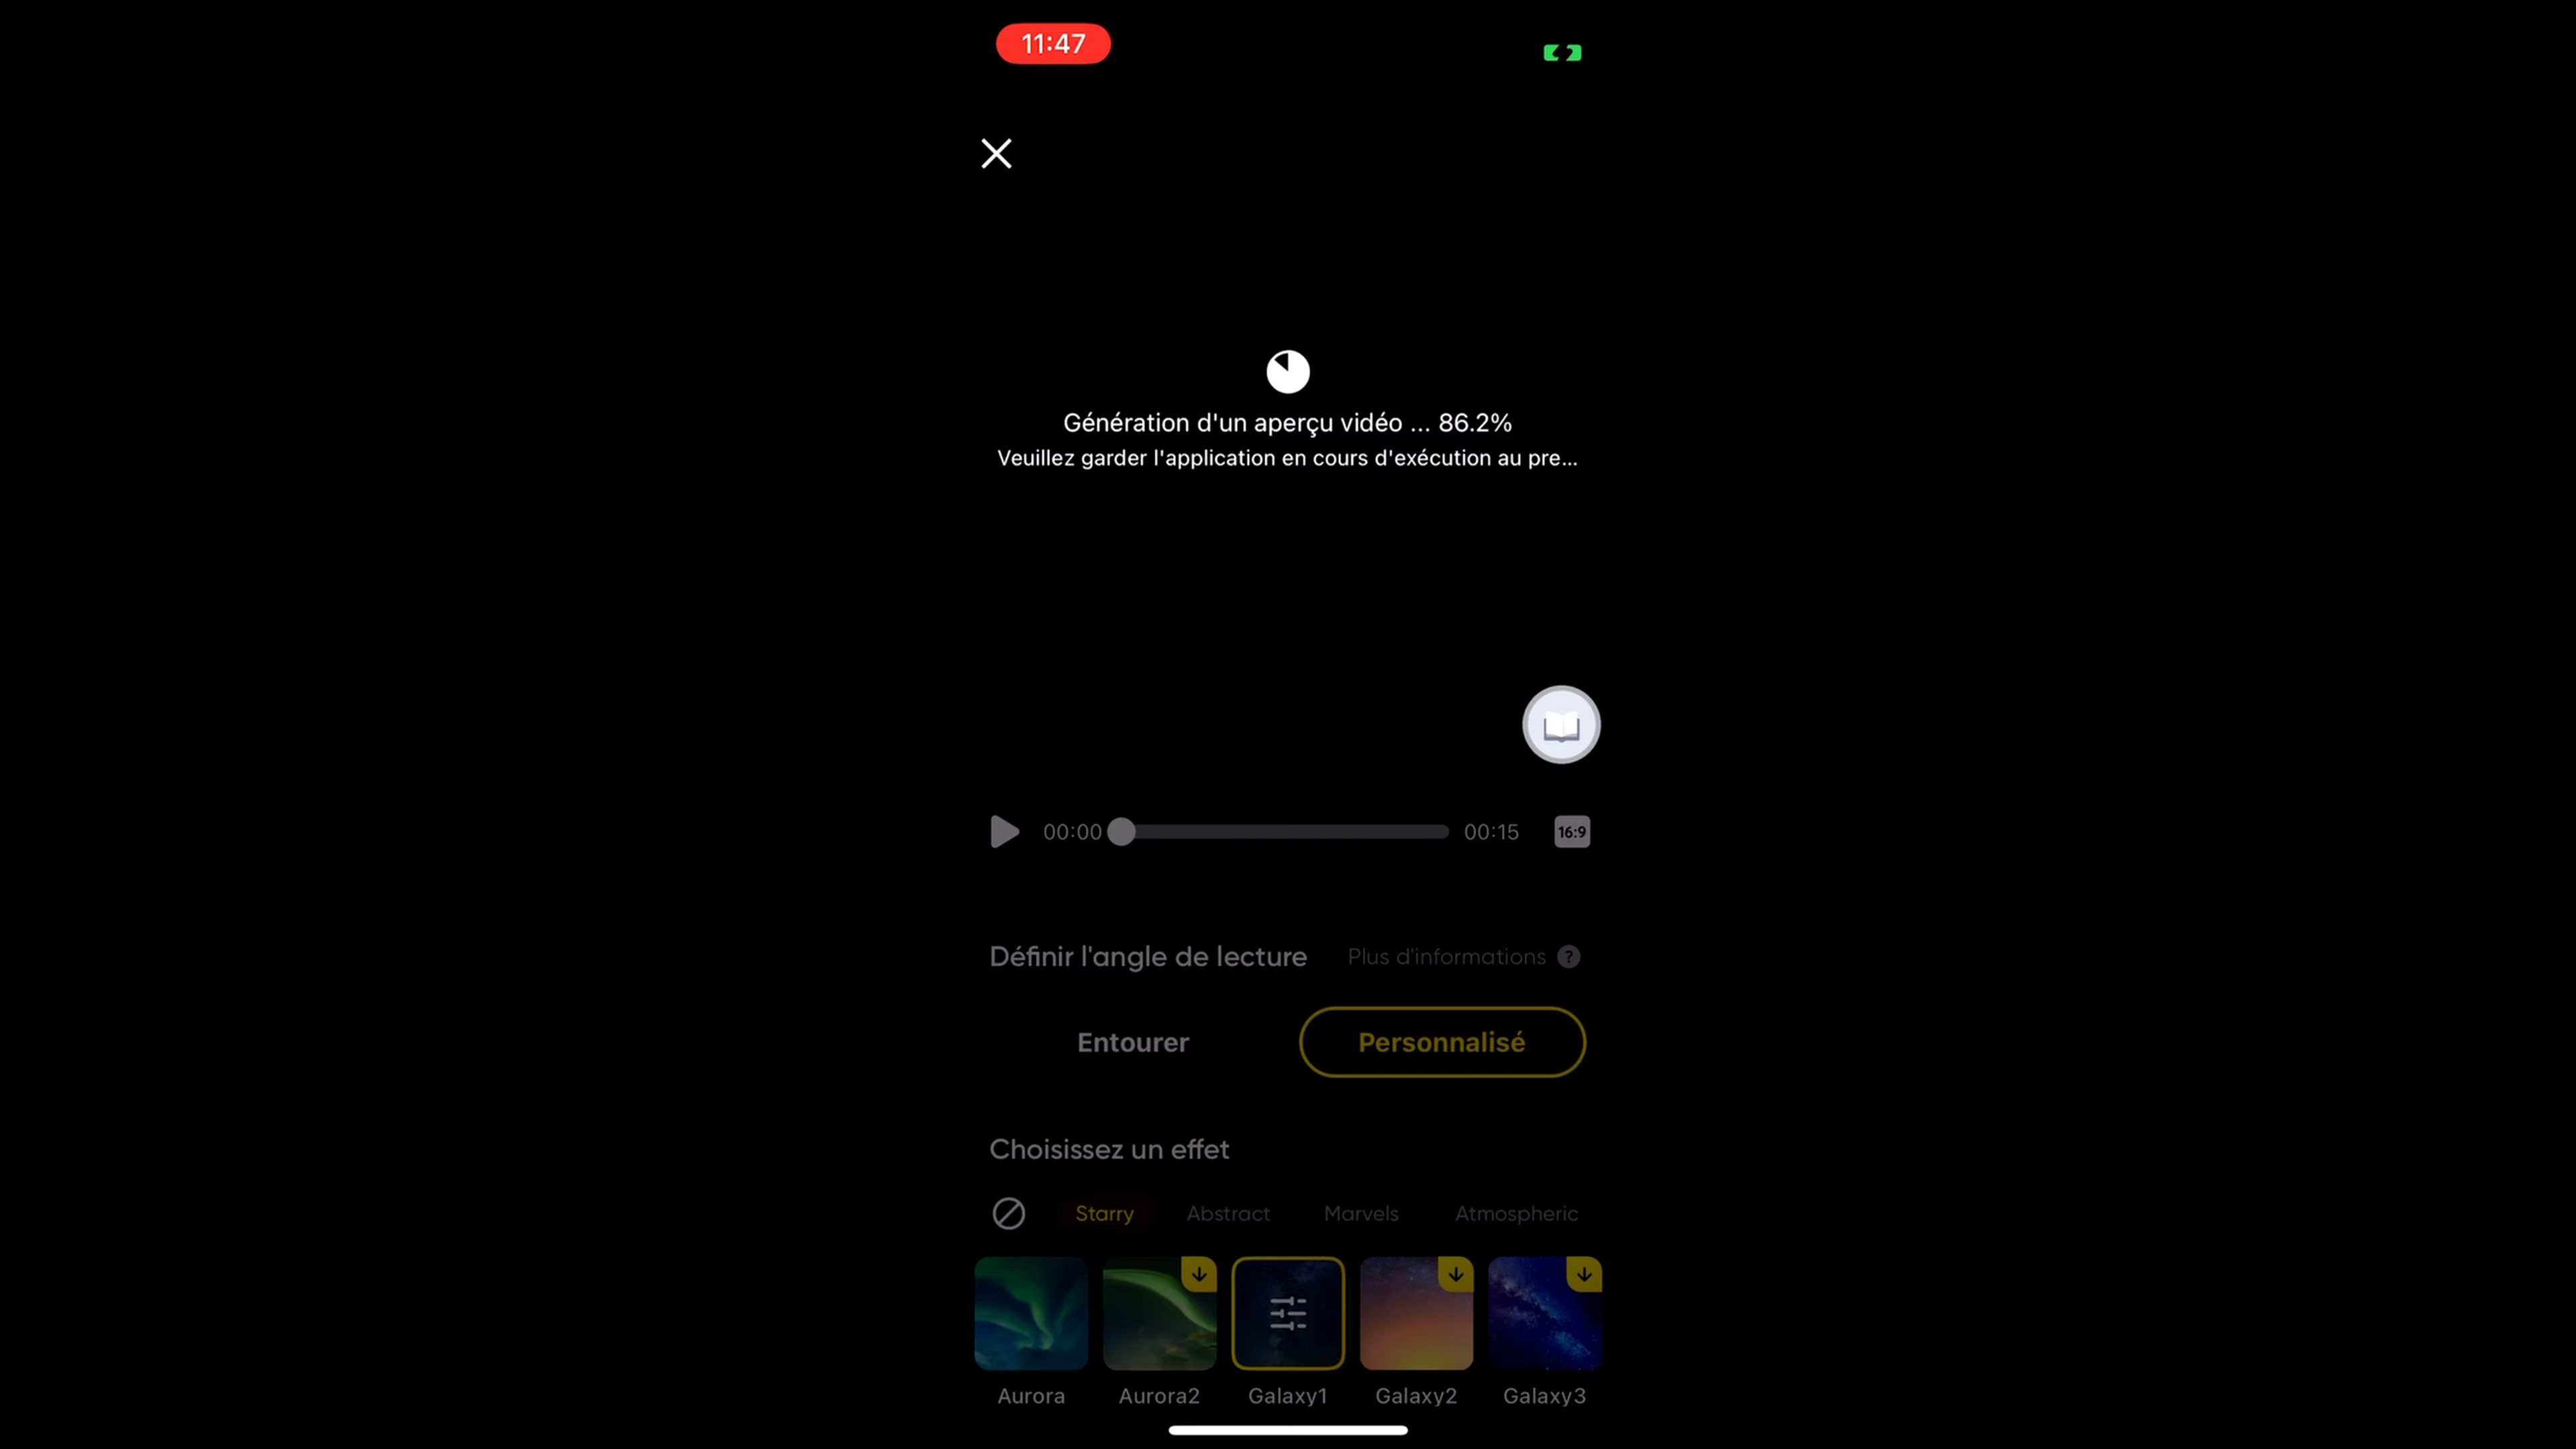 11:47
Génération d'un aperçu vidéo ... 86.2%
Veuillez garder l'application en cours d'exécution au pre...
00:00
00:15
16:9
Définir l'angle de lecture
Plus d'informations ?
Entourer
Personnalisé
Choisissez un effet
Starry
Abstract
Marvels
Atmospheric
Aurora
Aurora2
Galaxy1
Galaxy2
Galaxy3